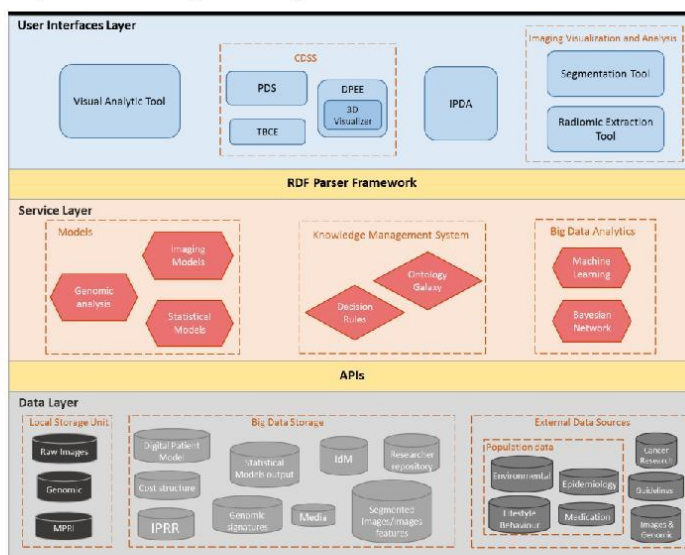 User Interfaces Layer
Visual Analytic Tool
CDSS
PDS
TBCE
DPEE
3D
Visualizer
IPDA
Imaging Visualization and Analysis
Segmentation Tool
Radiomic Extraction
Tool
RDF Parser Framework
Service Layer
Models
Genomic
analysis
Imaging
Models
Statistical
Models
Knowledge Management System
Decision
Rules
Ontology
Galaxy
Big Data Analytics
Machine
Learning
Bayesian
Network
APIs
Data Layer
Local Storage Unit
Raw Images
Genomic
MPRI
Big Data Storage
Digital Patient
Model
Cost structure
IPRR
Statistical
Models output
Genomic
signatures
IdM
Media
Researcher
repository
Segmented
Images/images
features
External Data Sources
Population data
Environmental
Epidemiology
Lifestyle
Behaviour
Medication
Cancer
Research
Guidelines
Images &
Genomic